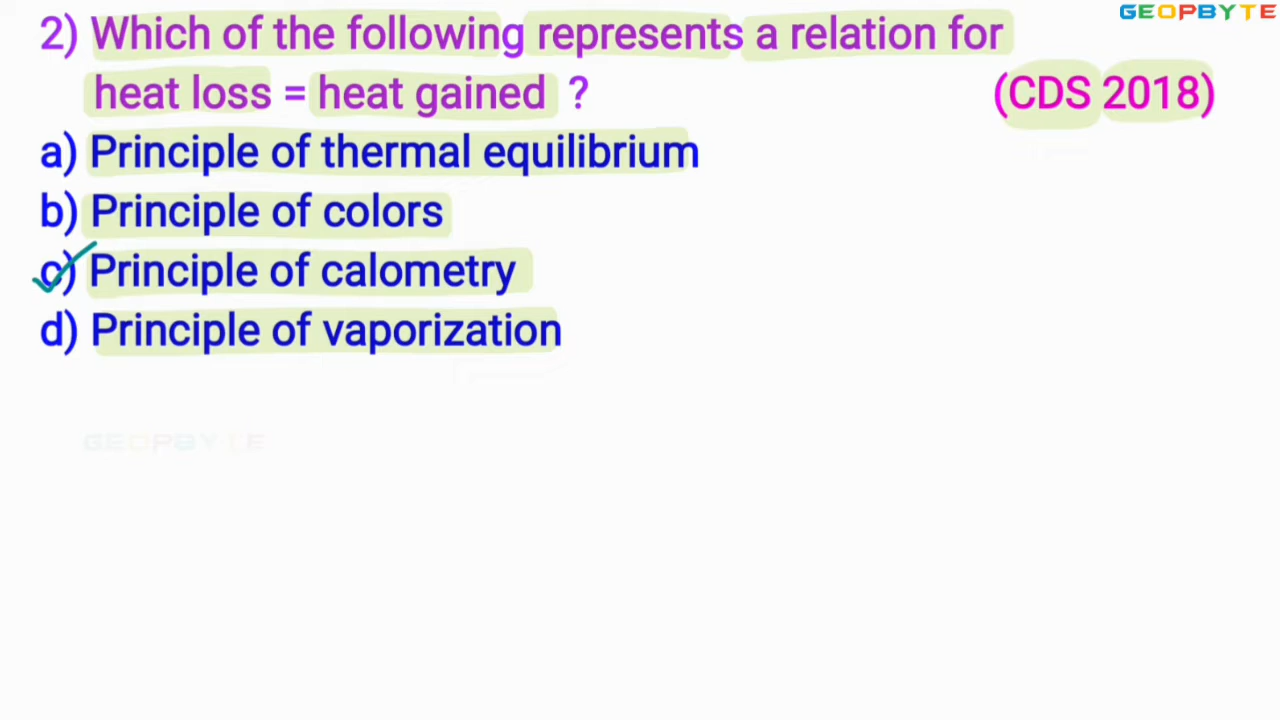 GEOPBYTE
2) Which of the following represents a relation for
heat loss = heat gained ? (CDS 2018)
a) Principle of thermal equilibrium
b) Principle of colors
c) Principle of calometry
d) Principle of vaporization
GEOPBYTE